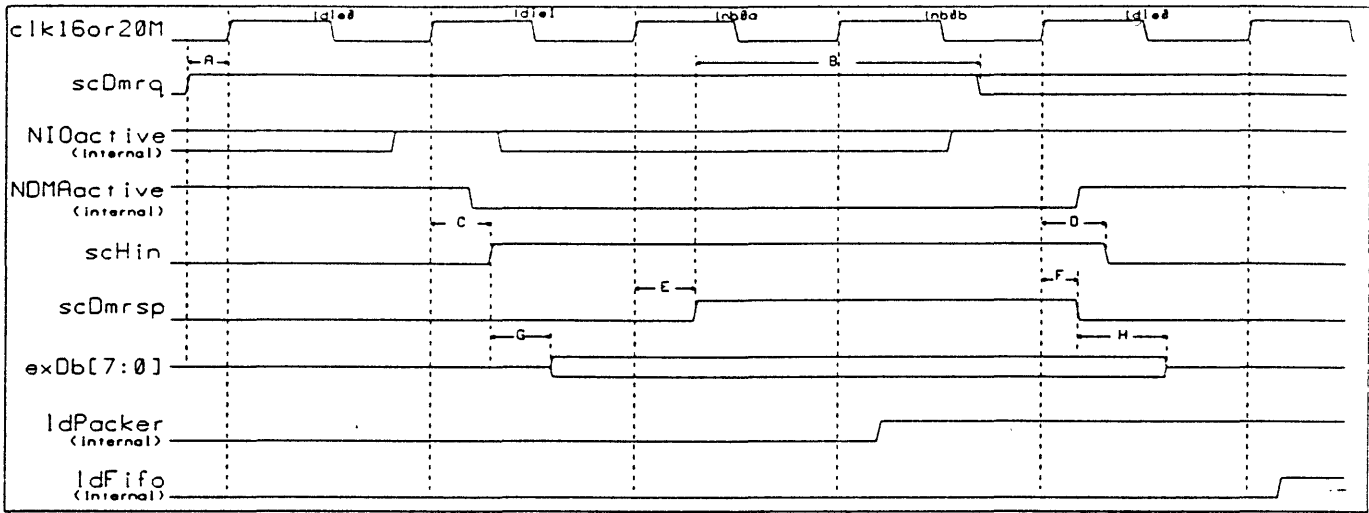 Idle0 Idle1 Inb0a Inb0b Idle0
clk16or20M
A B
scDmrq
NIOactive
(Internal)
NDMAactive
(Internal)
C D
scHin
E F
scDmrsp
G H
exDb[7:0]
ldPacker
(Internal)
ldFifo
(Internal)